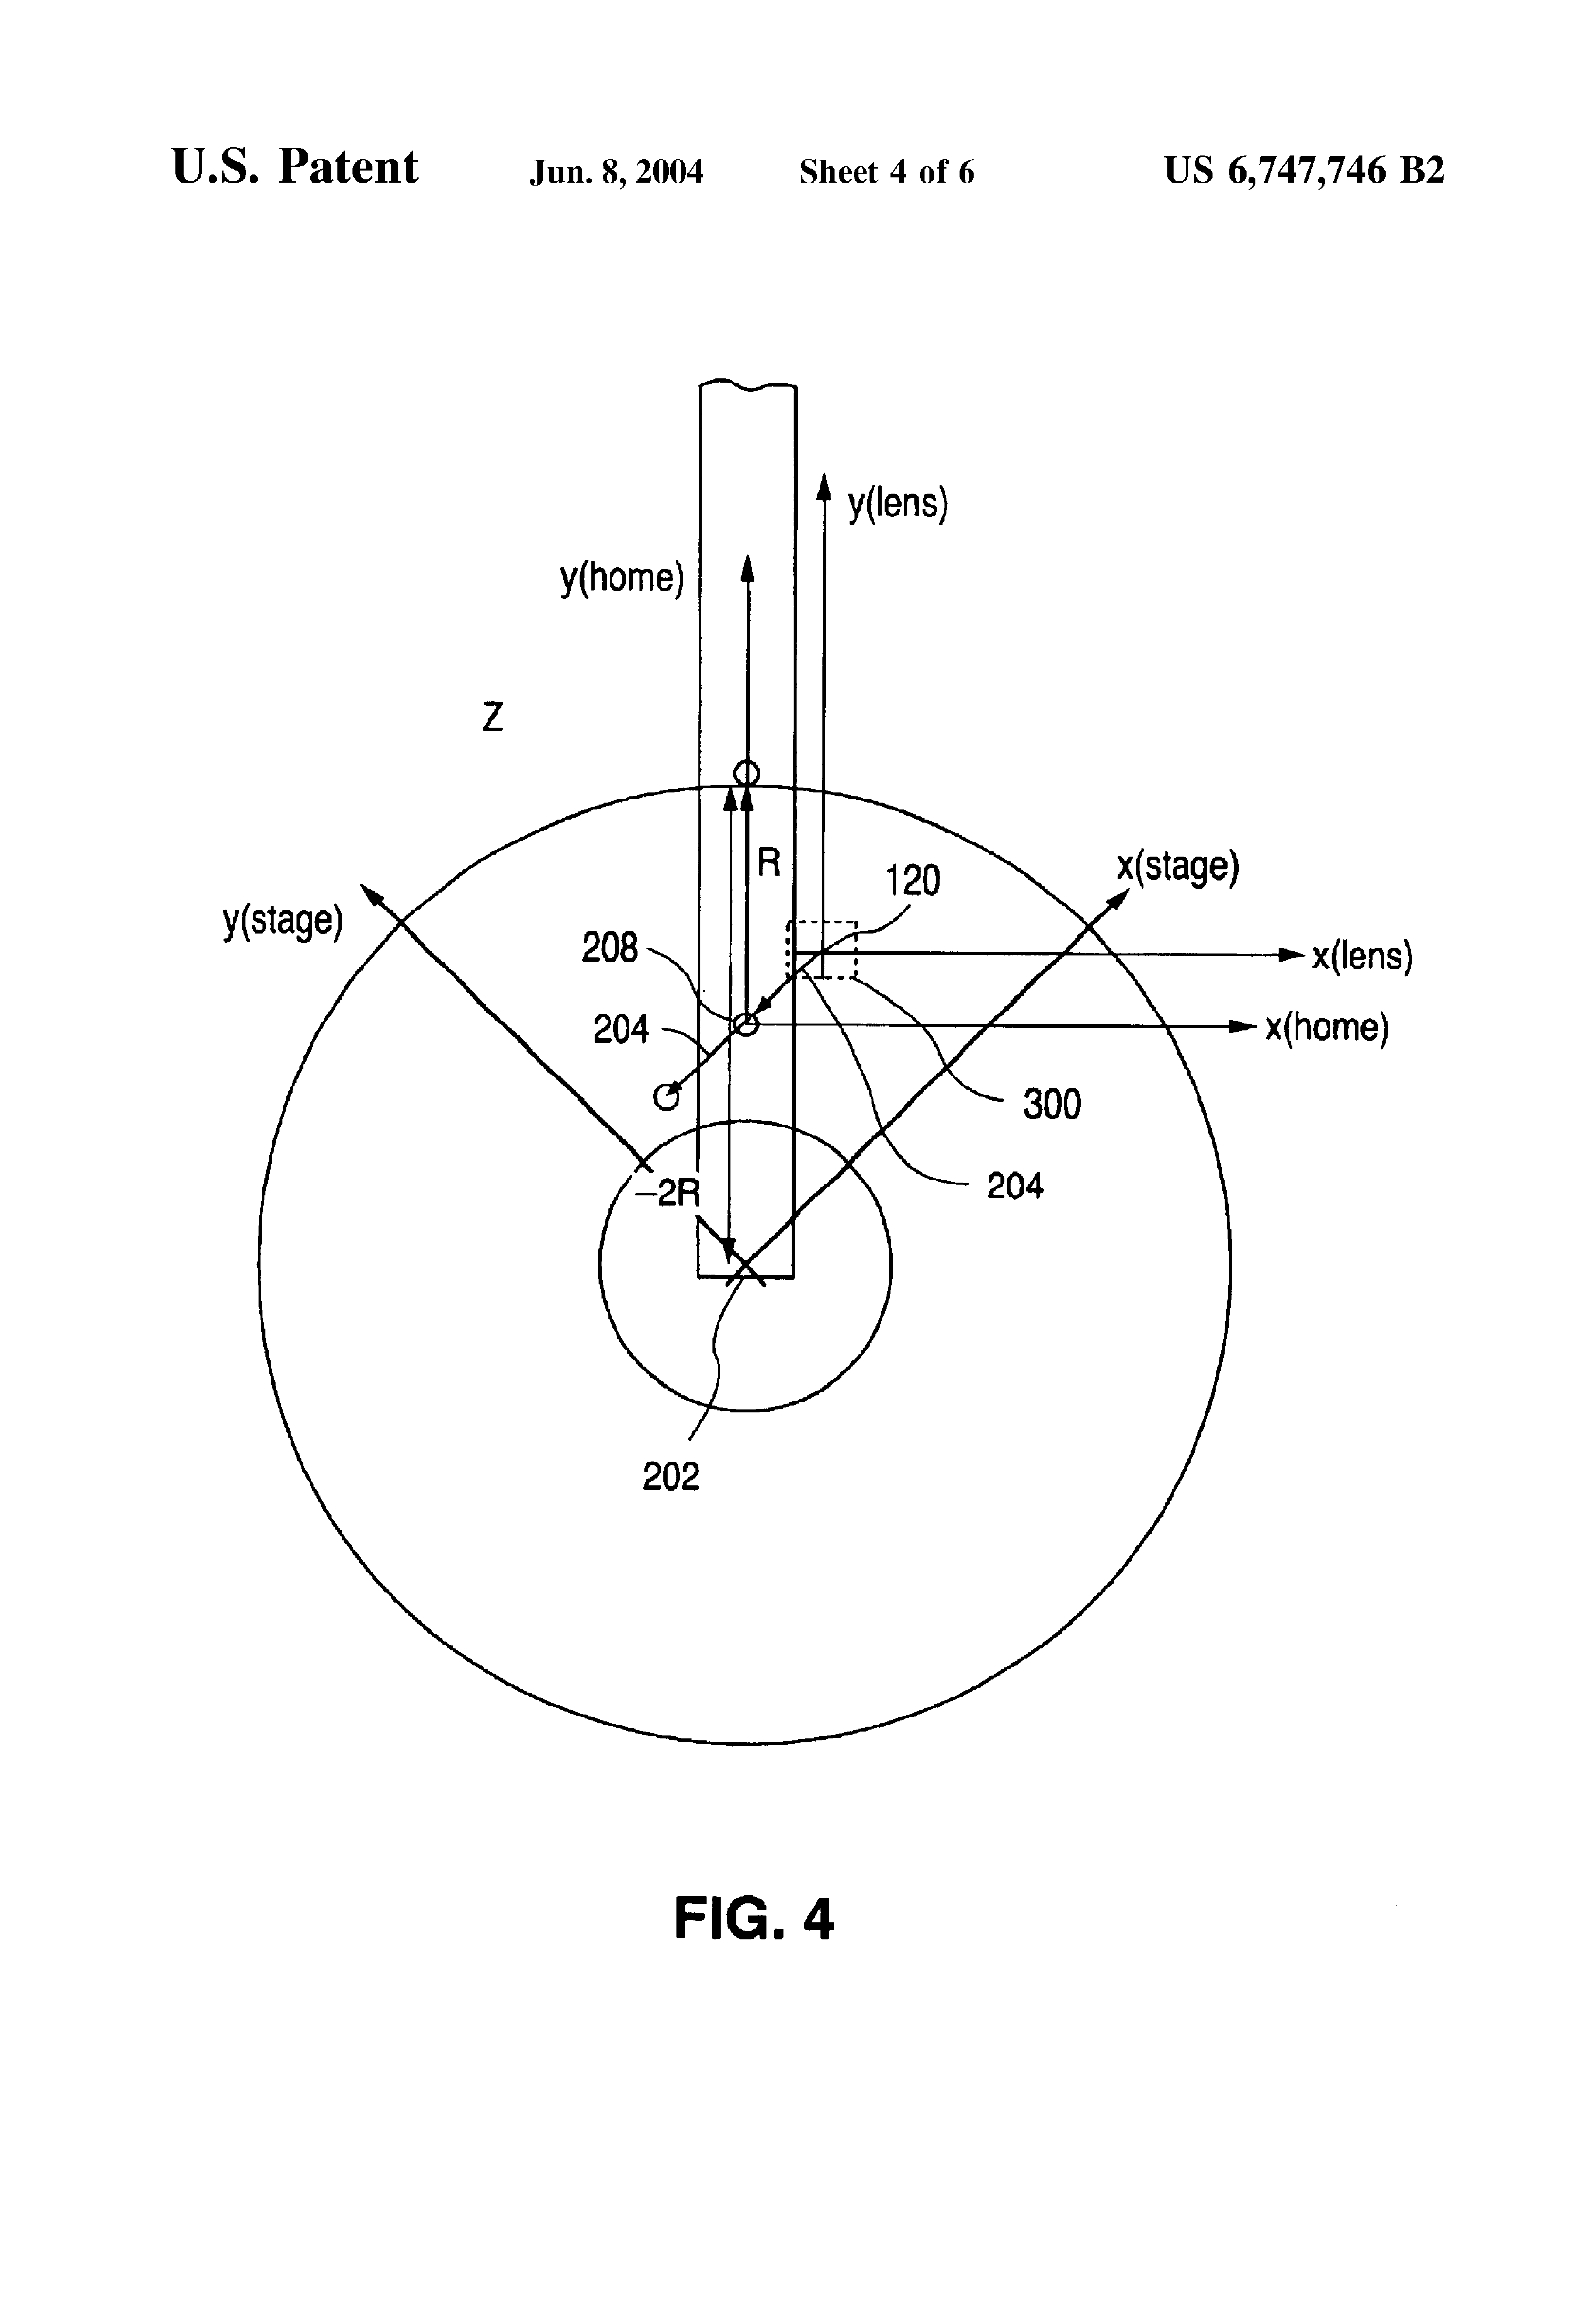 U.S. Patent Jun. 8, 2004 Sheet 4 of 6 US 6,747,746 B2
y(lens)
y(home)
Z
R
x(stage)
120
y(stage)
208
x(lens)
204
x(home)
300
204
–2R
202
FIG. 4